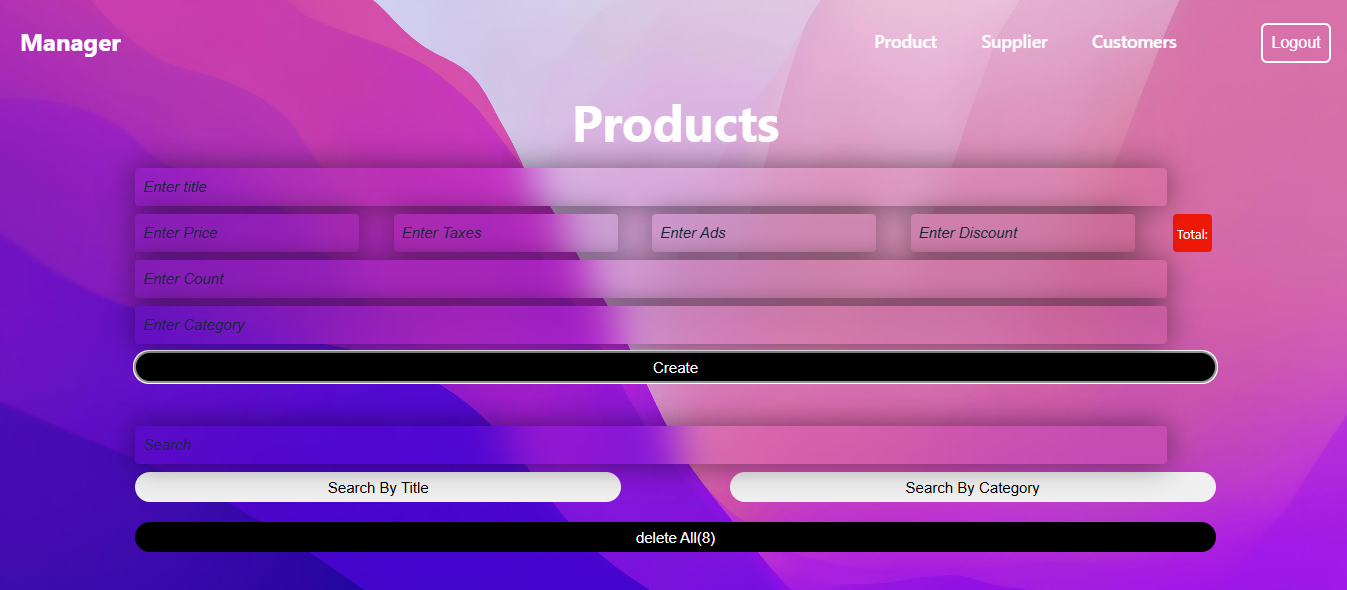 Manager Product Supplier Customers Logout
Products
Enter title
Enter Price Enter Taxes Enter Ads Enter Discount Total:
Enter Count
Enter Category
Create
Search
Search By Title Search By Category
delete All(8)